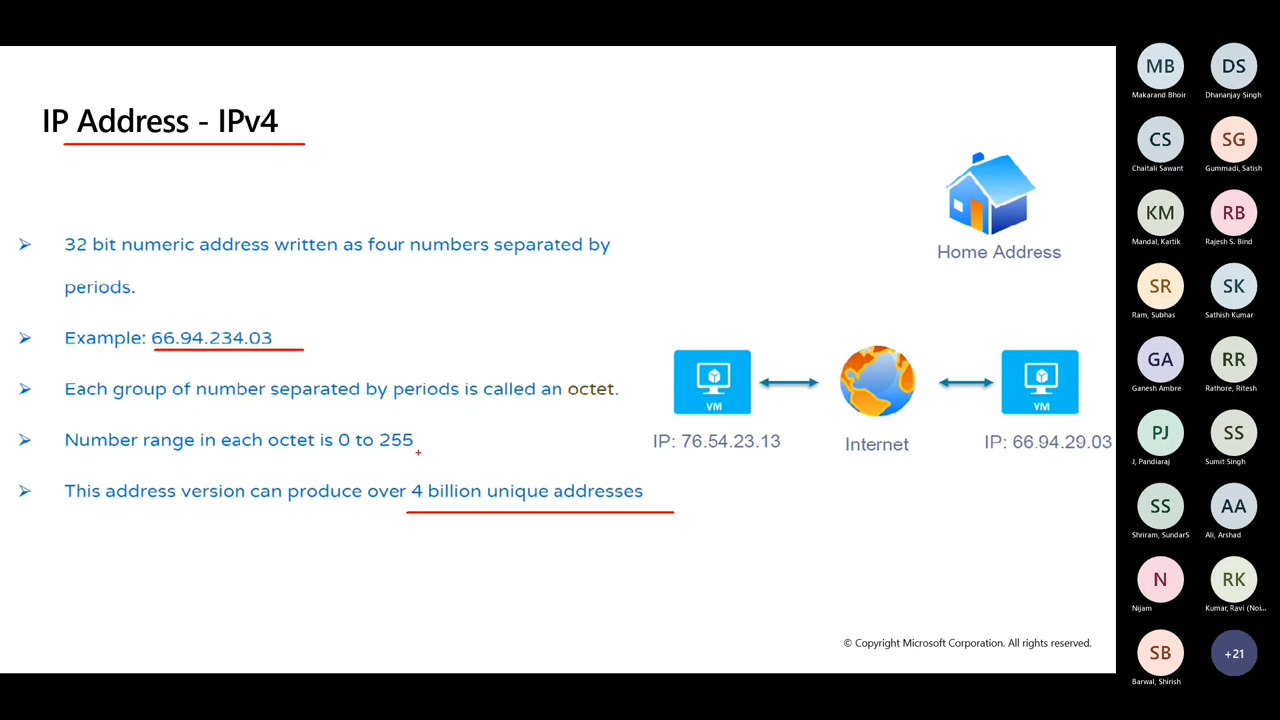 IP Address - IPv4
32 bit numeric address written as four numbers separated by
periods.
Example: 66.94.234.03
Each group of number separated by periods is called an octet.
Number range in each octet is 0 to 255
This address version can produce over 4 billion unique addresses
Home Address
VM
VM
IP: 76.54.23.13
Internet
IP: 66.94.29.03
© Copyright Microsoft Corporation. All rights reserved.
MB DS
Makarand Bhoir Dhananjay Singh
CS SG
Chaitali Sawant Gummadi, Satish
KM RB
Mandal, Kartik Rajesh S. Bind
SR SK
Ram, Subhas Sathish Kumar
GA RR
Ganesh Ambre Rathore, Ritesh
PJ SS
J, Pandiaraj Sumit Singh
SS AA
Shriram, SundarS Ali, Arshad
N RK
Nijam Kumar, Ravi (Noi...
SB +21
Barwal, Shirish